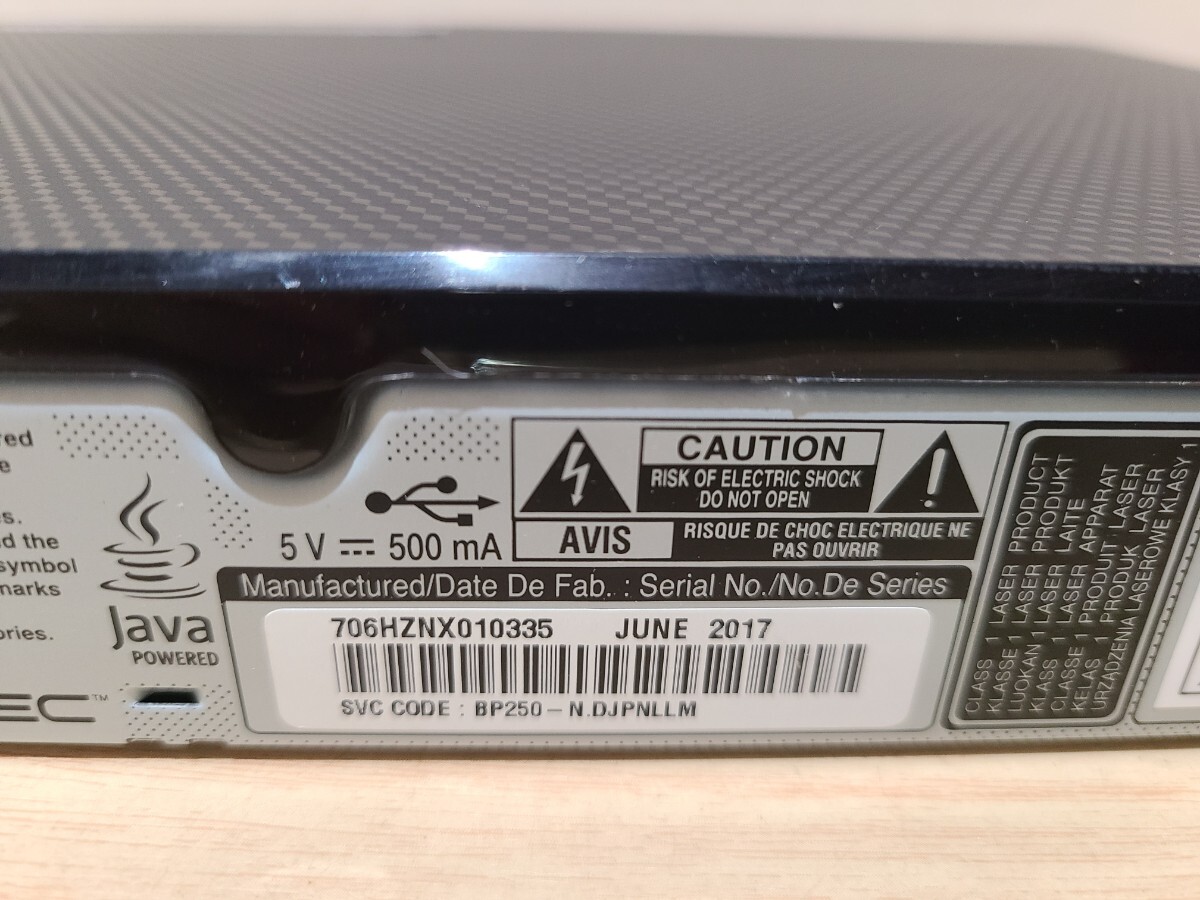 red
e
s.
d the
symbol
marks
ories.
Java
POWERED
EC™
5 V ⎓ 500 mA
CAUTION
RISK OF ELECTRIC SHOCK
DO NOT OPEN
AVIS
RISQUE DE CHOC ELECTRIQUE NE
PAS OUVRIR
Manufactured/Date De Fab. : Serial No./No.De Series
706HZNX010335 JUNE 2017
SVC CODE : BP250-N.DJPNLLM
CLASS 1 LASER PRODUCT
KLASSE 1 LASER PRODUKT
LUOKAN 1 LASER LAITE
KLASS 1 LASER APPARAT
CLASSE 1 PRODUIT LASER
KELAS 1 PRODUK LASER
URZĄDZENIA LASEROWE KLASY 1